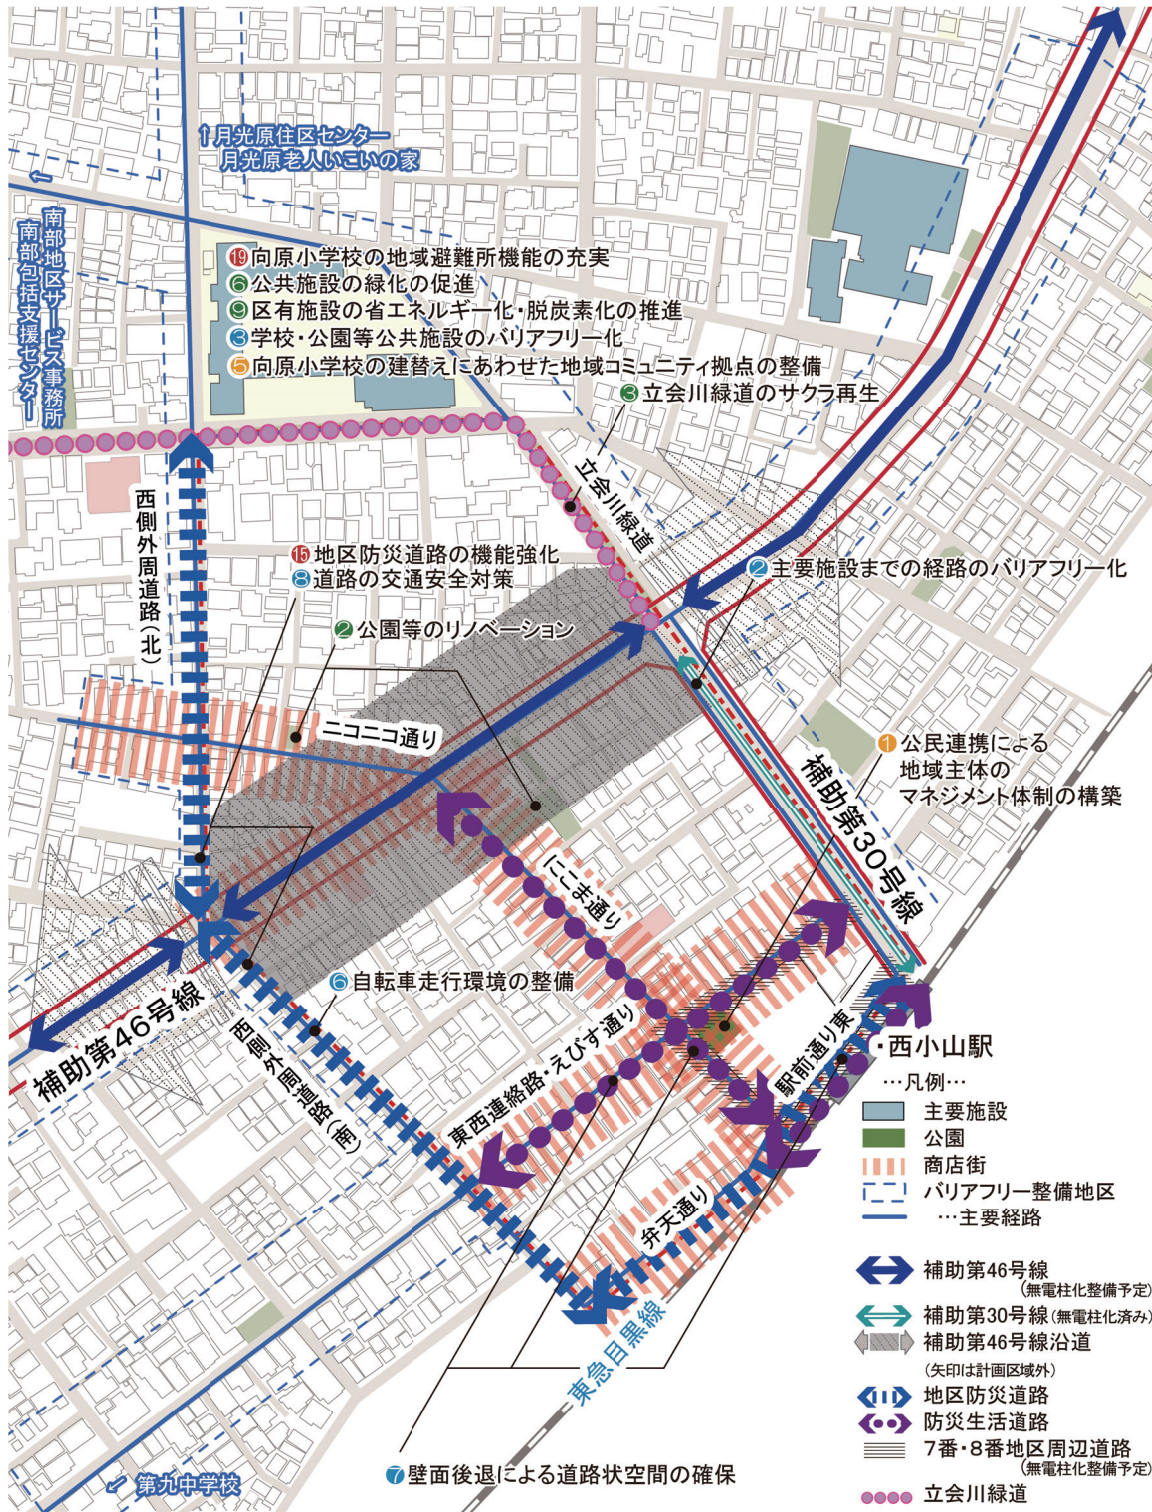 ↑月光原住区センター
月光原老人いこいの家
←
南部地区サービス事務所
南部包括支援センター
⑲向原小学校の地域避難所機能の充実
⑥公共施設の緑化の促進
⑨区有施設の省エネルギー化・脱炭素化の推進
③学校・公園等公共施設のバリアフリー化
⑤向原小学校の建替えにあわせた地域コミュニティ拠点の整備
③立会川緑道のサクラ再生
立会川緑道
西側外周道路(北)
⑮地区防災道路の機能強化
⑧道路の交通安全対策
②主要施設までの経路のバリアフリー化
②公園等のリノベーション
ニコニコ通り
①公民連携による
地域主体の
マネジメント体制の構築
補助第30号線
にこま通り
⑥自転車走行環境の整備
補助第46号線
西側外周道路(南)
東西連絡路・えびす通り
駅前通り東
・西小山駅
弁天通り
東急目黒線
⑦壁面後退による道路状空間の確保
↙第九中学校
…凡例…
主要施設
公園
商店街
バリアフリー整備地区
…主要経路
補助第46号線
(無電柱化整備予定)
補助第30号線(無電柱化済み)
補助第46号線沿道
(矢印は計画区域外)
地区防災道路
防災生活道路
7番・8番地区周辺道路
(無電柱化整備予定)
立会川緑道